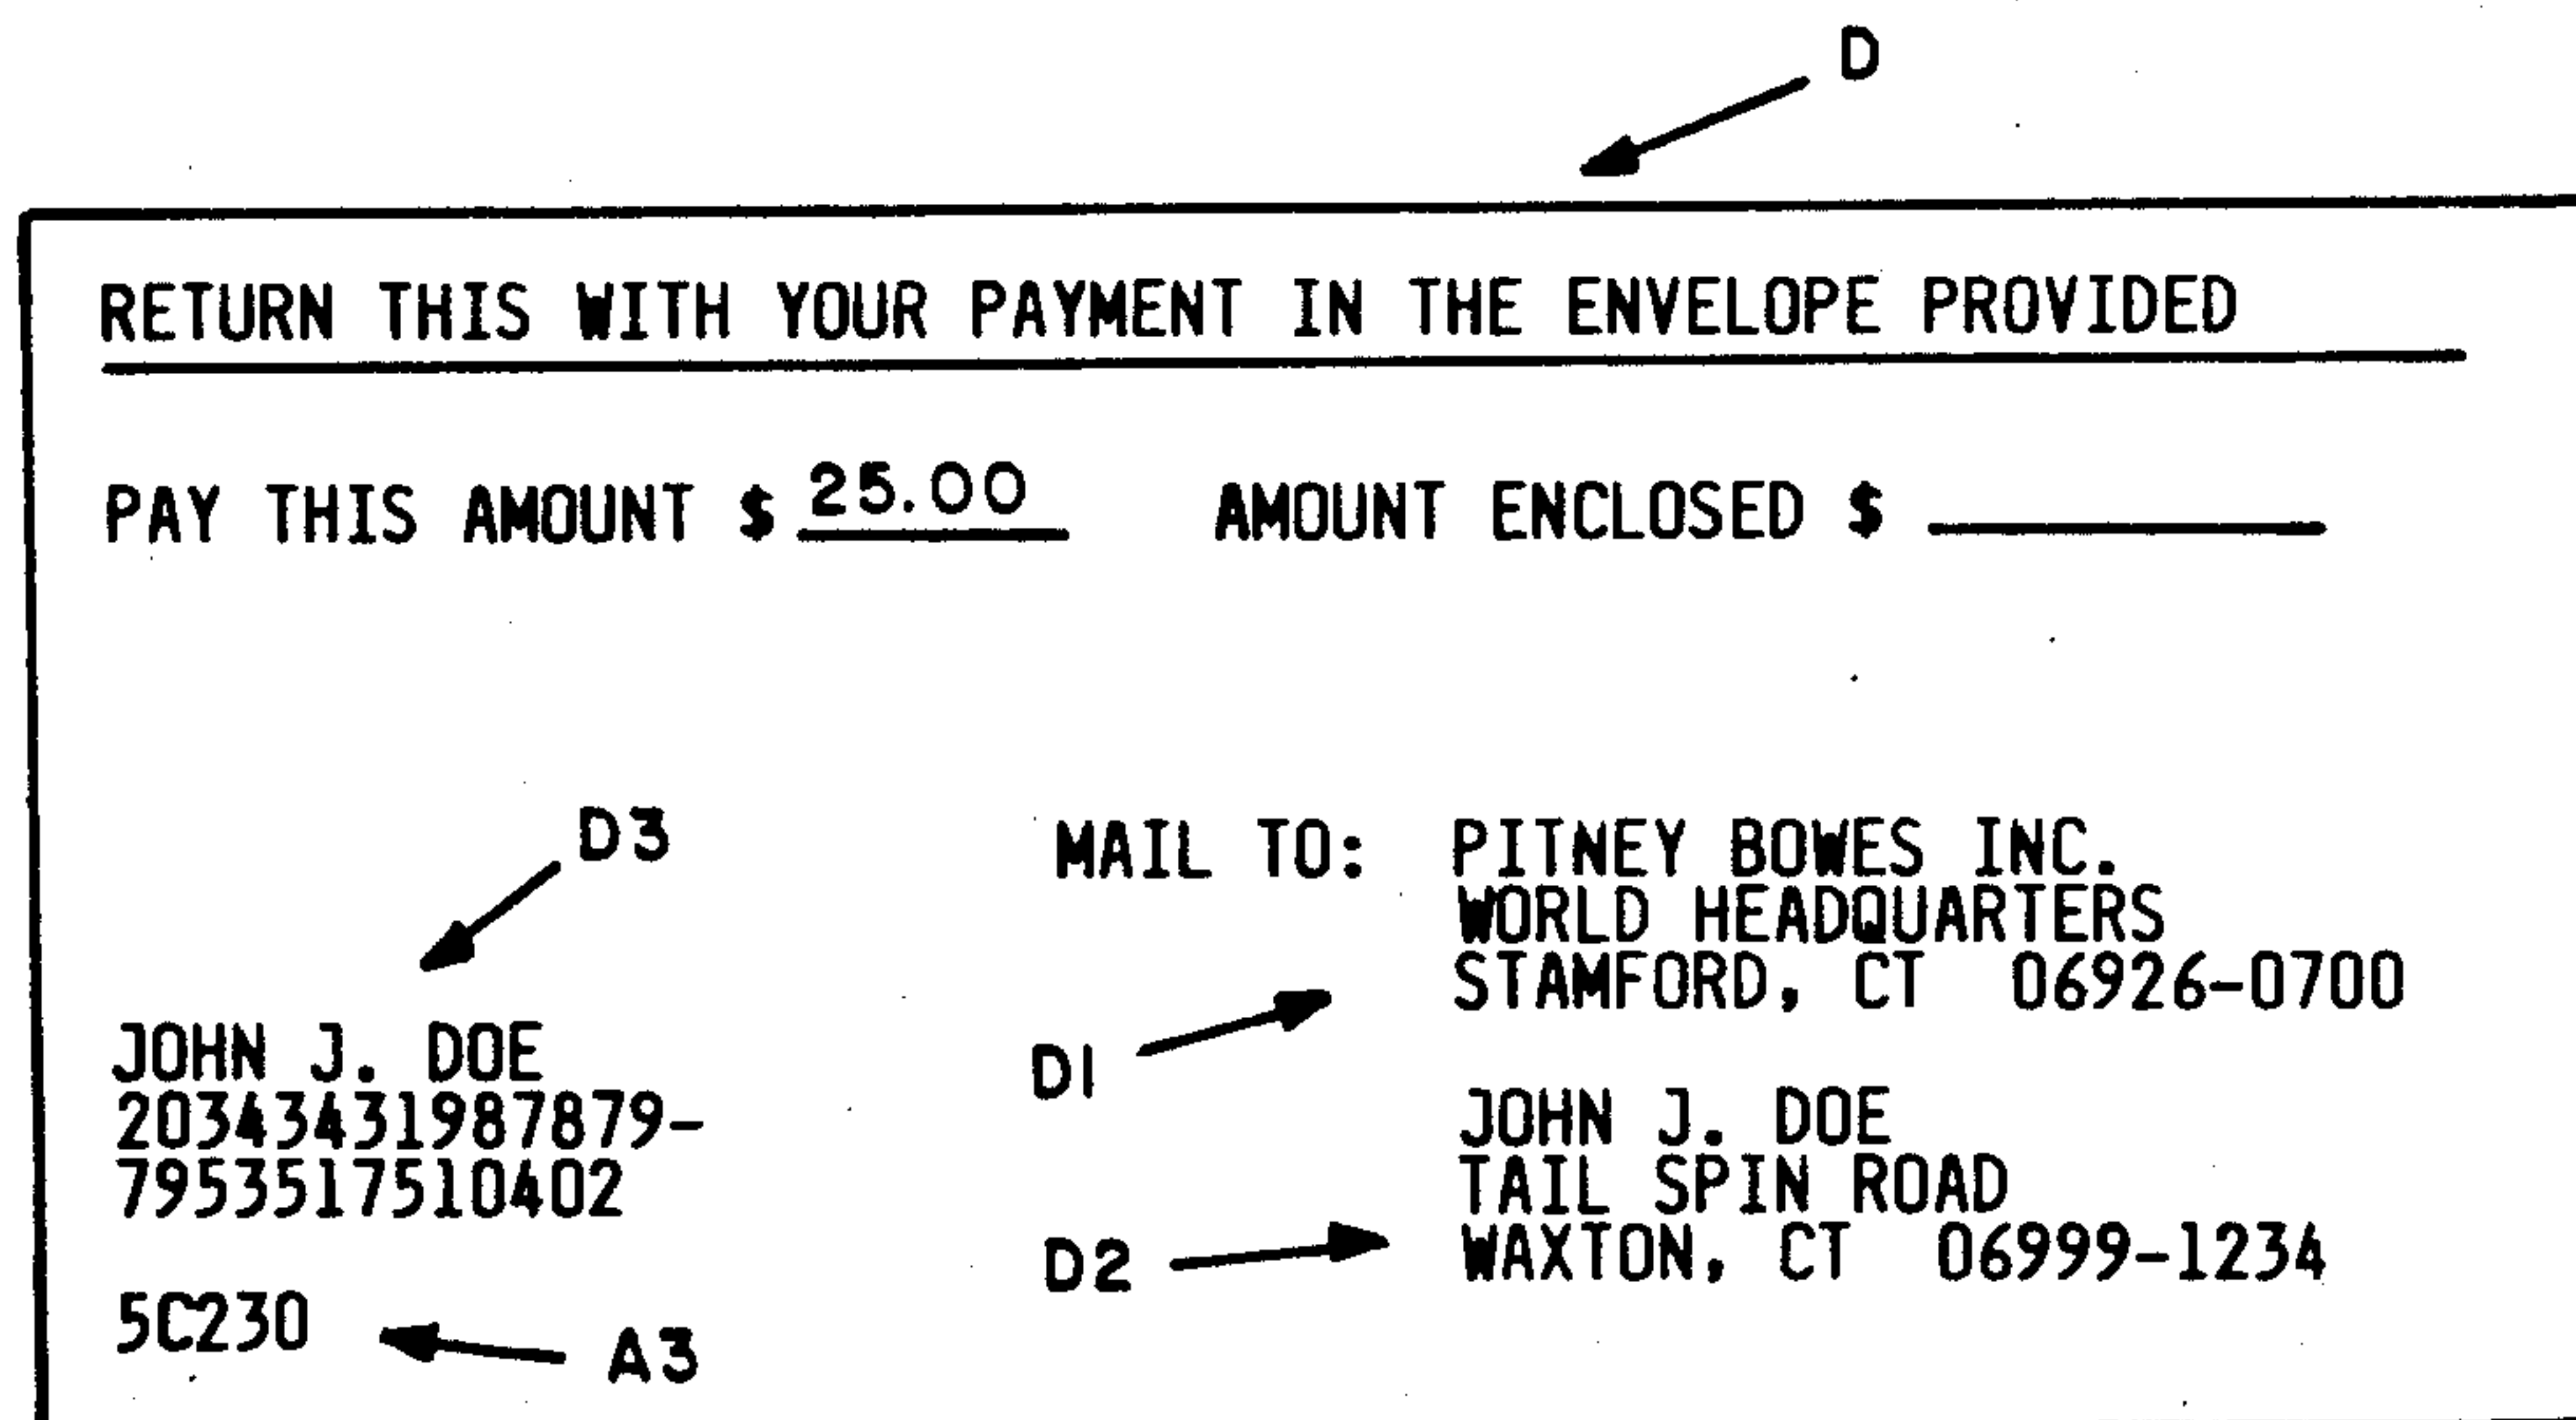 D
RETURN THIS WITH YOUR PAYMENT IN THE ENVELOPE PROVIDED
PAY THIS AMOUNT $ 25.00 AMOUNT ENCLOSED $
D3
MAIL TO: PITNEY BOWES INC.
WORLD HEADQUARTERS
STAMFORD, CT 06926-0700
D1
JOHN J. DOE
20343431987879-
7953517510402
JOHN J. DOE
TAIL SPIN ROAD
WAXTON, CT 06999-1234
D2
5C230
A3